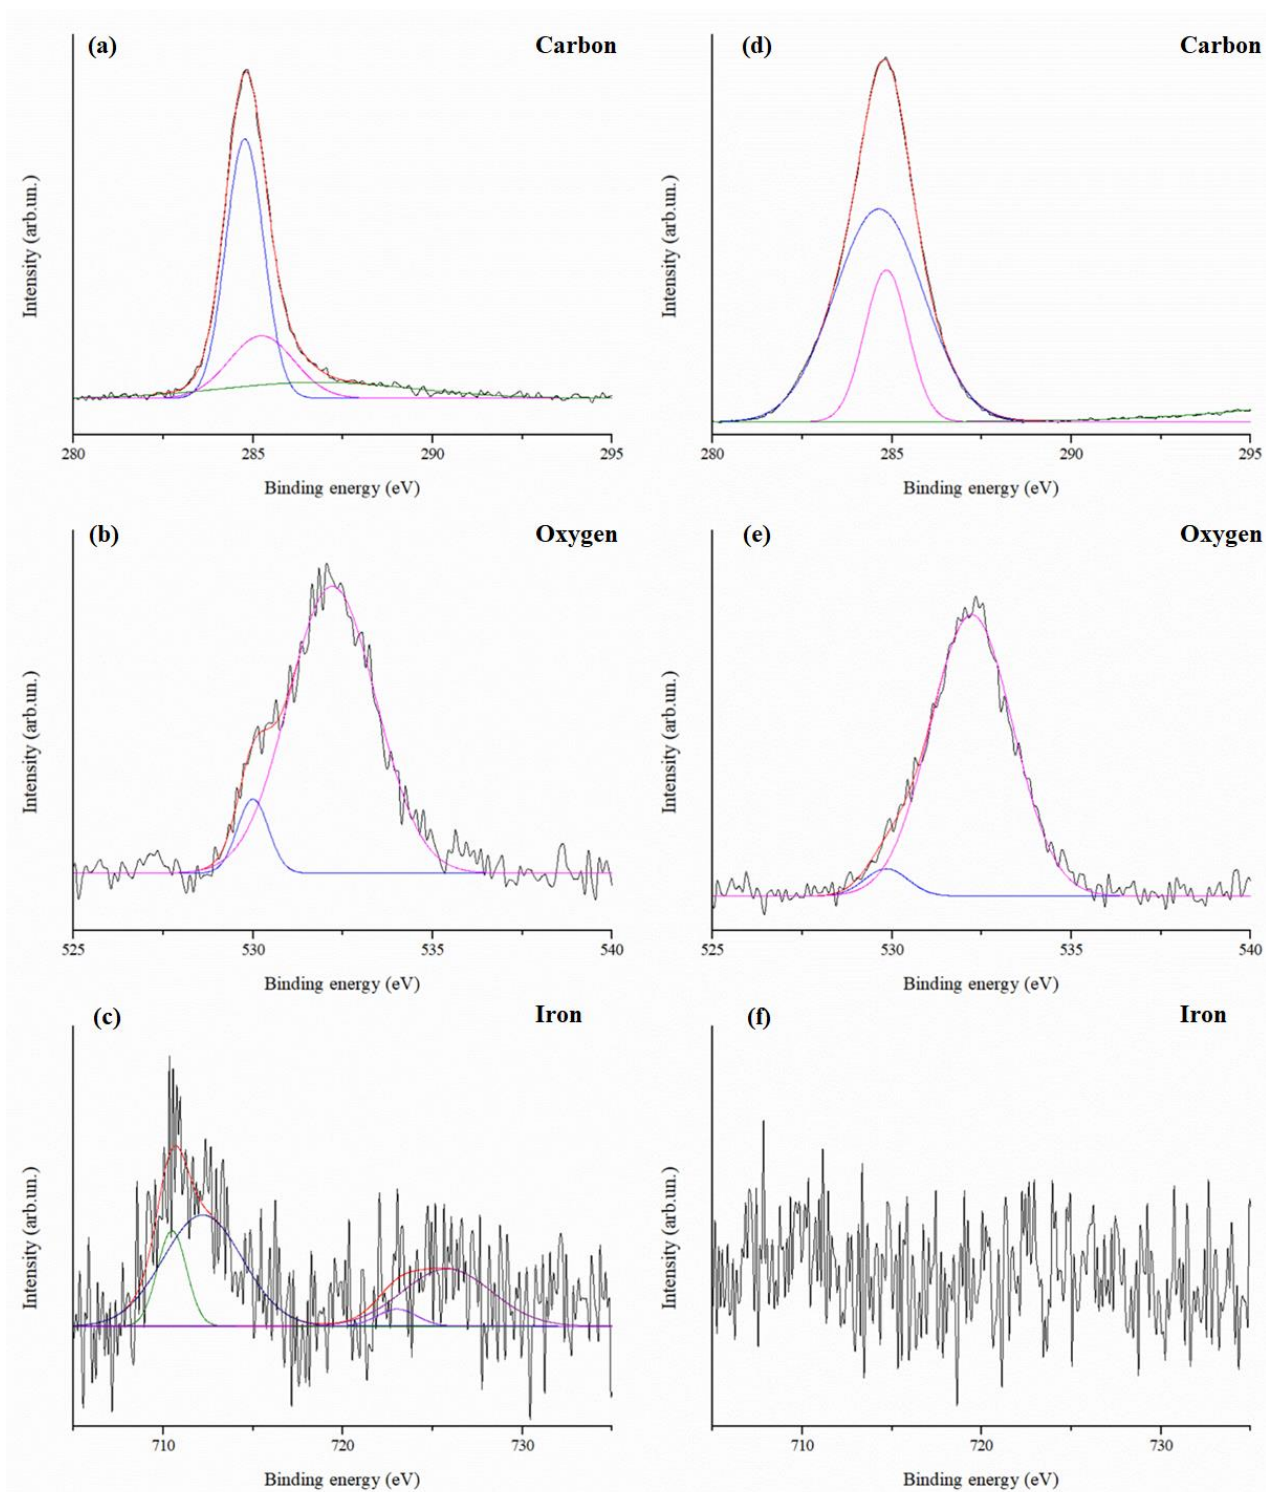 (a) Carbon
Intensity (arb.un.)
280 285 290 295
Binding energy (eV)
(d) Carbon
Intensity (arb.un.)
280 285 290 295
Binding energy (eV)
(b) Oxygen
Intensity (arb.un.)
525 530 535 540
Binding energy (eV)
(e) Oxygen
Intensity (arb.un.)
525 530 535 540
Binding energy (eV)
(c) Iron
Intensity (arb.un.)
710 720 730
Binding energy (eV)
(f) Iron
Intensity (arb.un.)
710 720 730
Binding energy (eV)